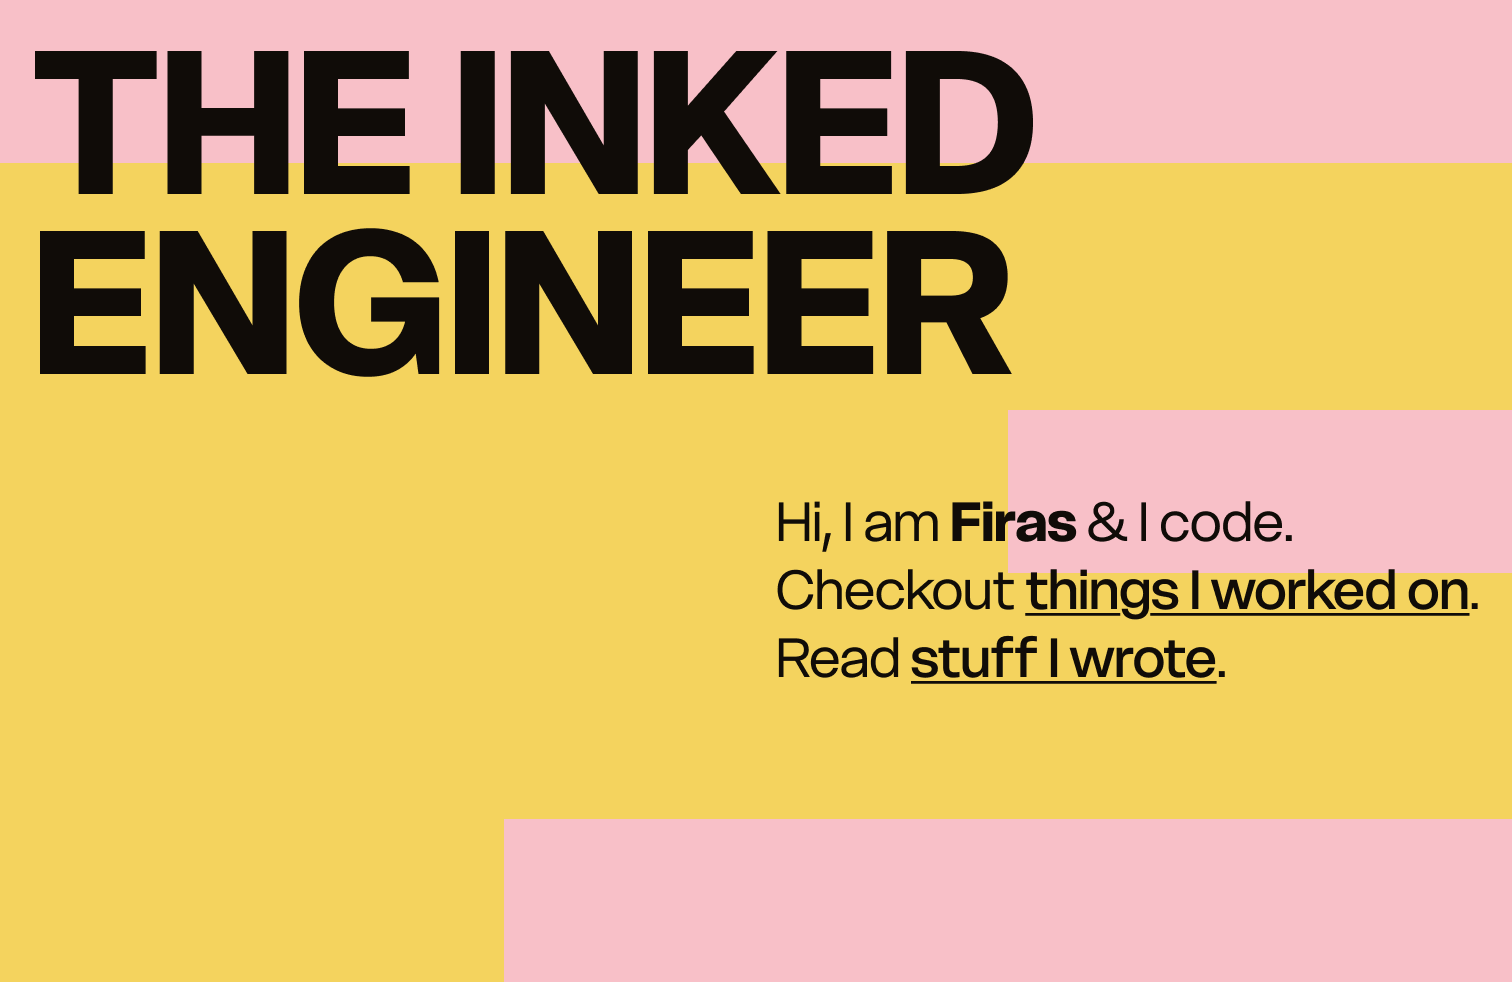 THE INKED
ENGINEER
Hi, I am Firas & I code.
Checkout things I worked on.
Read stuff I wrote.